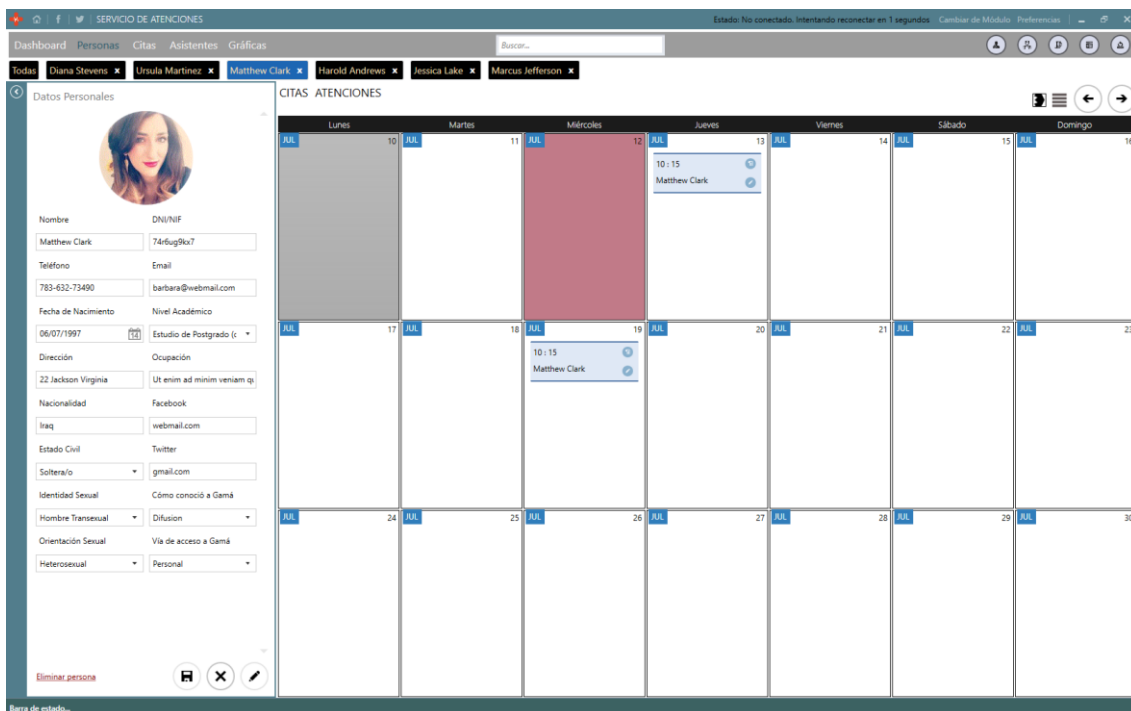 SERVICIO DE ATENCIONES
Estado: No conectado. Intentando reconectar en 1 segundos Cambiar de Módulo Preferencias
Dashboard Personas Citas Asistentes Gráficas
Buscar...
Todas Diana Stevens × Ursula Martinez × Matthew Clark × Harold Andrews × Jessica Lake × Marcus Jefferson ×
Datos Personales
Nombre DNI/NIF
Matthew Clark 74r6ug9kx7
Teléfono Email
783-632-73490 barbara@webmail.com
Fecha de Nacimiento Nivel Académico
06/07/1997 14 Estudio de Postgrado (c
Dirección Ocupación
22 Jackson Virginia Ut enim ad minim veniam qu
Nacionalidad Facebook
Iraq webmail.com
Estado Civil Twitter
Soltera/o gmail.com
Identidad Sexual Cómo conoció a Gamá
Hombre Transexual Difusion
Orientación Sexual Vía de acceso a Gamá
Heterosexual Personal
Eliminar persona
CITAS ATENCIONES
Lunes Martes Miércoles Jueves Viernes Sábado Domingo
JUL 10 JUL 11 JUL 12 JUL 13 JUL 14 JUL 15 JUL 16
10 : 15
Matthew Clark
JUL 17 JUL 18 JUL 19 JUL 20 JUL 21 JUL 22 JUL 23
10 : 15
Matthew Clark
JUL 24 JUL 25 JUL 26 JUL 27 JUL 28 JUL 29 JUL 30
Barra de estado...